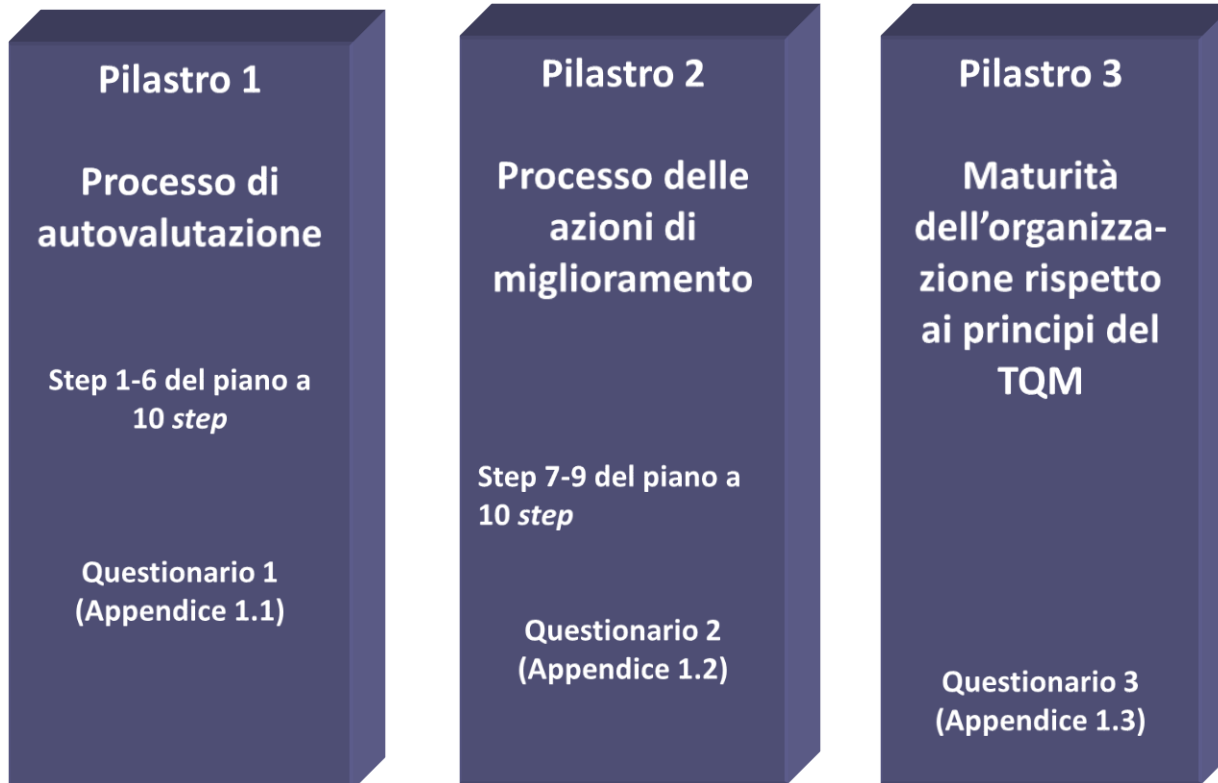 Pilastro 1
Processo di
autovalutazione
Step 1-6 del piano a
10 step
Questionario 1
(Appendice 1.1)
Pilastro 2
Processo delle
azioni di
miglioramento
Step 7-9 del piano a
10 step
Questionario 2
(Appendice 1.2)
Pilastro 3
Maturità
dell’organizza-
zione rispetto
ai principi del
TQM
Questionario 3
(Appendice 1.3)